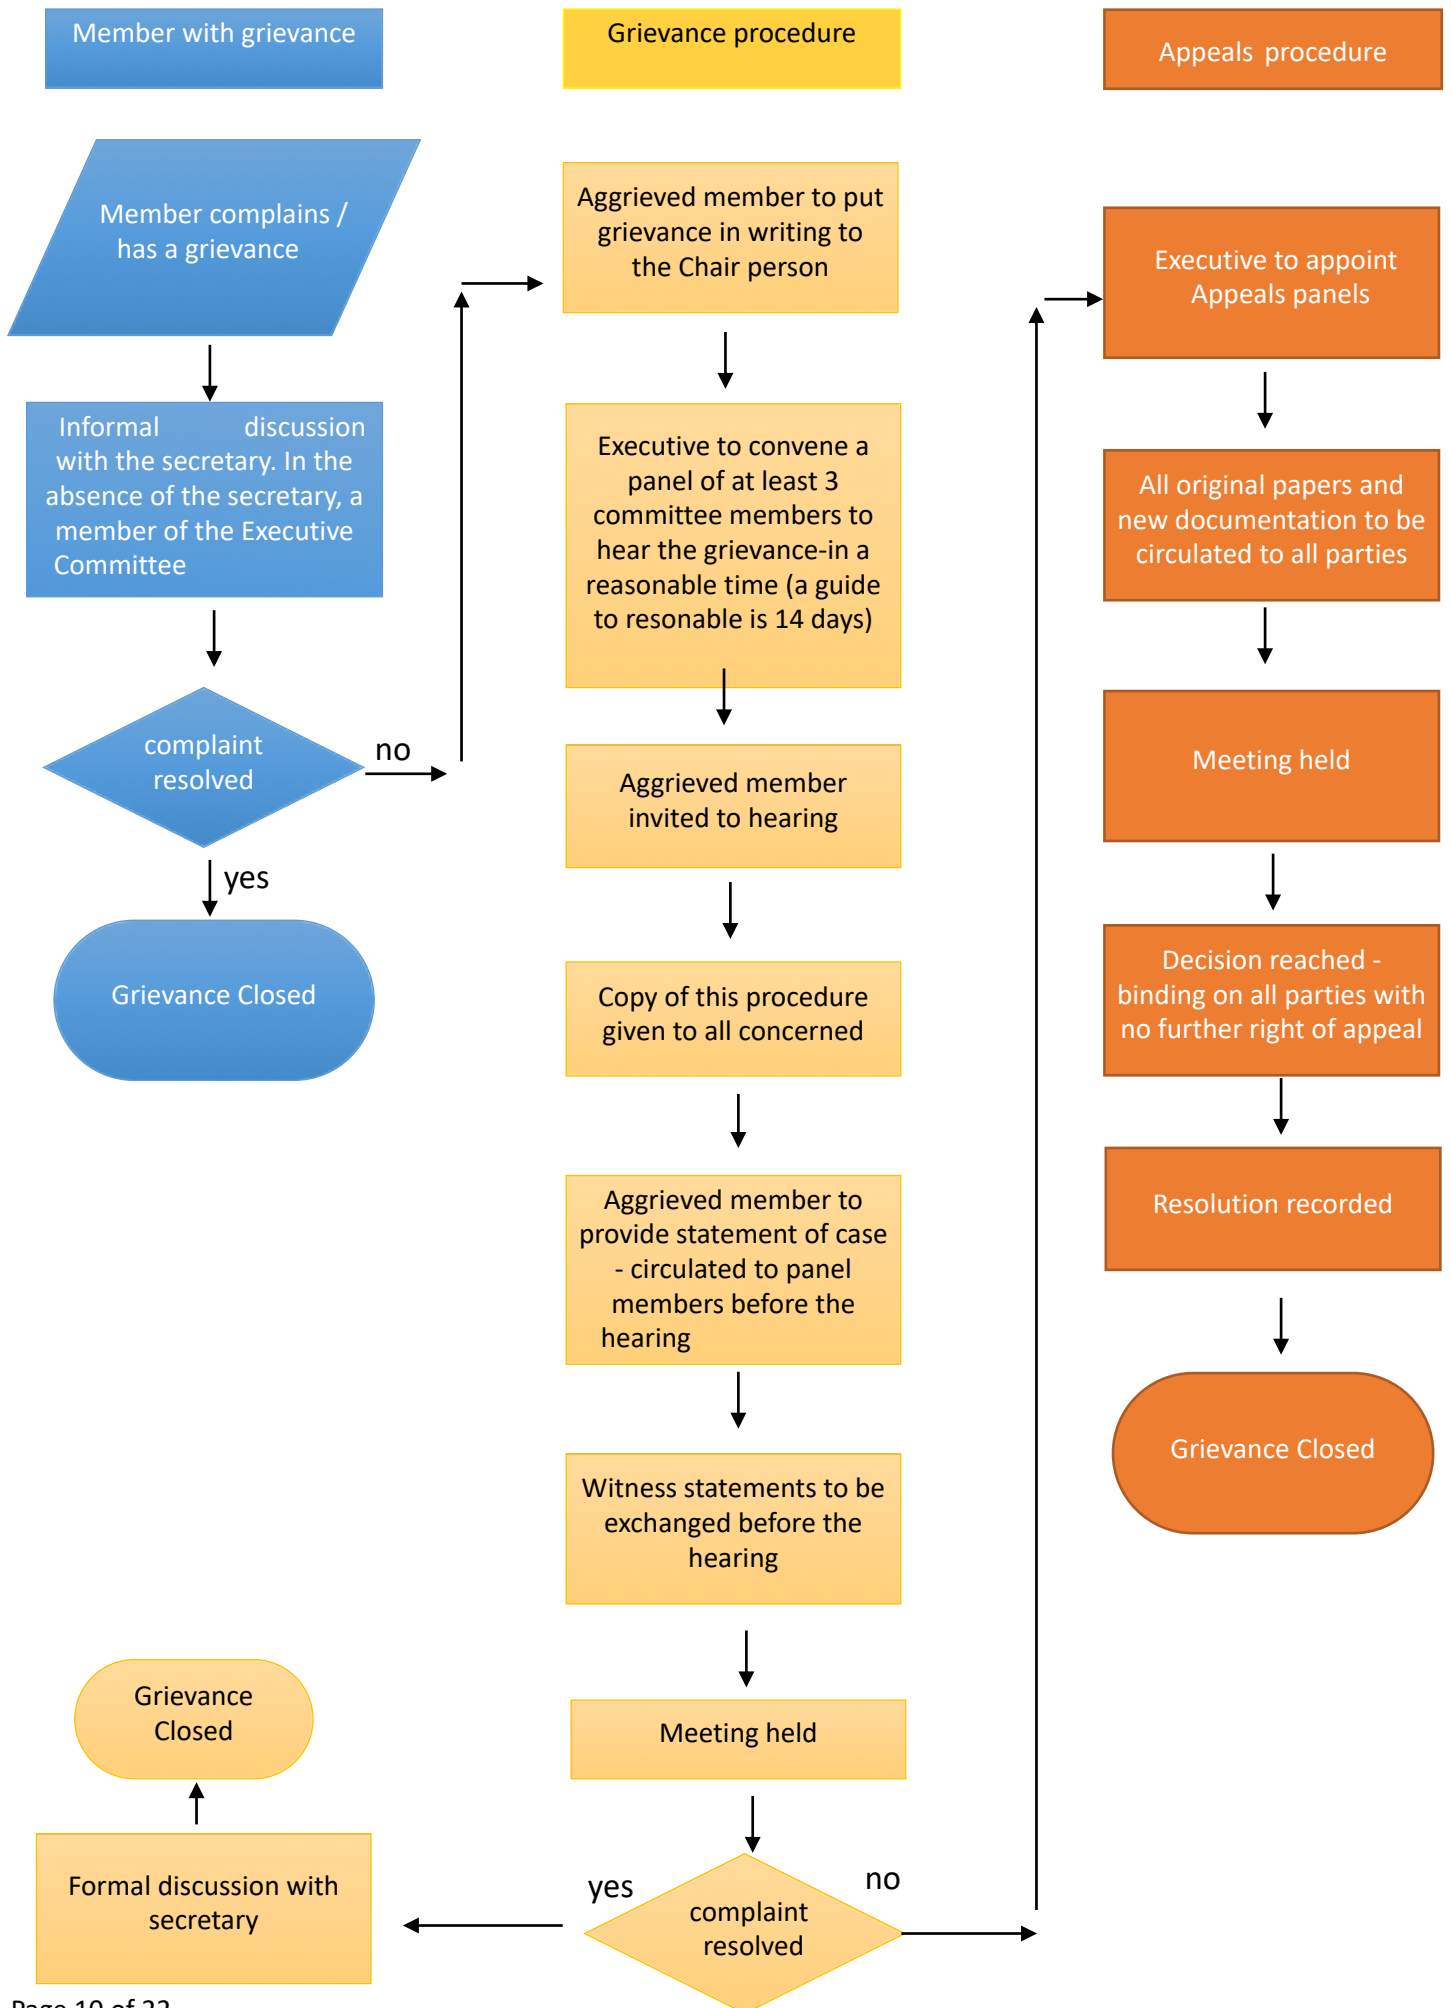 Member with grievance
Member complains /
has a grievance
Informal discussion
with the secretary. In the
absence of the secretary, a
member of the Executive
Committee
complaint
resolved
no
yes
Grievance Closed
Grievance procedure
Aggrieved member to put
grievance in writing to
the Chair person
Executive to convene a
panel of at least 3
committee members to
hear the grievance-in a
reasonable time (a guide
to resonable is 14 days)
Aggrieved member
invited to hearing
Copy of this procedure
given to all concerned
Aggrieved member to
provide statement of case
- circulated to panel
members before the
hearing
Witness statements to be
exchanged before the
hearing
Meeting held
complaint
resolved
yes
no
Formal discussion with
secretary
Grievance
Closed
Appeals procedure
Executive to appoint
Appeals panels
All original papers and
new documentation to be
circulated to all parties
Meeting held
Decision reached -
binding on all parties with
no further right of appeal
Resolution recorded
Grievance Closed
Page 10 of 22